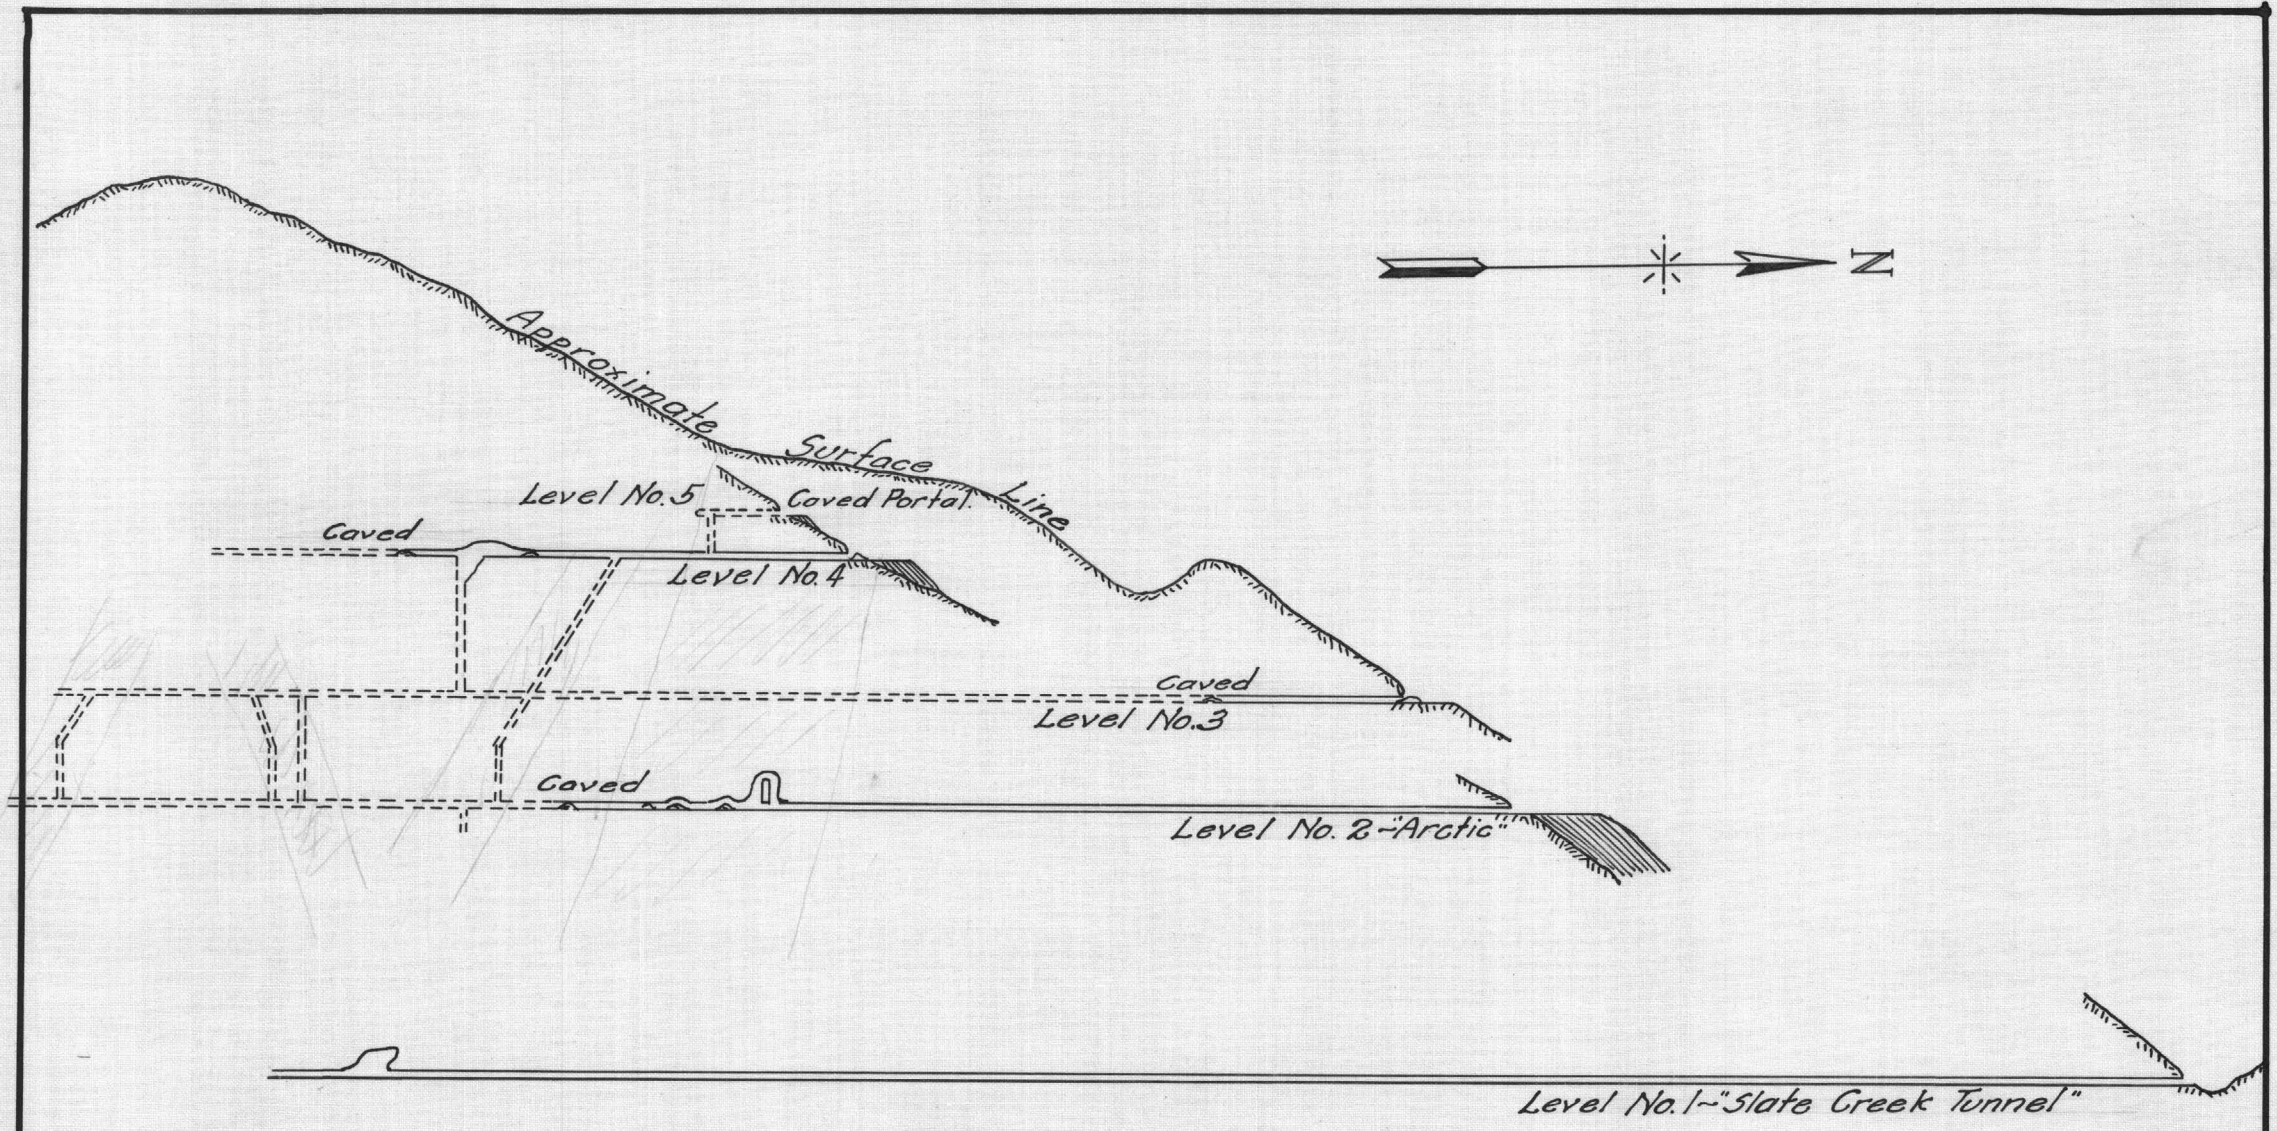 N
Approximate Surface Line
Level No. 5
Caved Portal.
Caved
Level No. 4
Caved
Level No. 3
Caved
Level No. 2 ~ "Arctic"
Level No. 1 ~ "Slate Creek Tunnel"